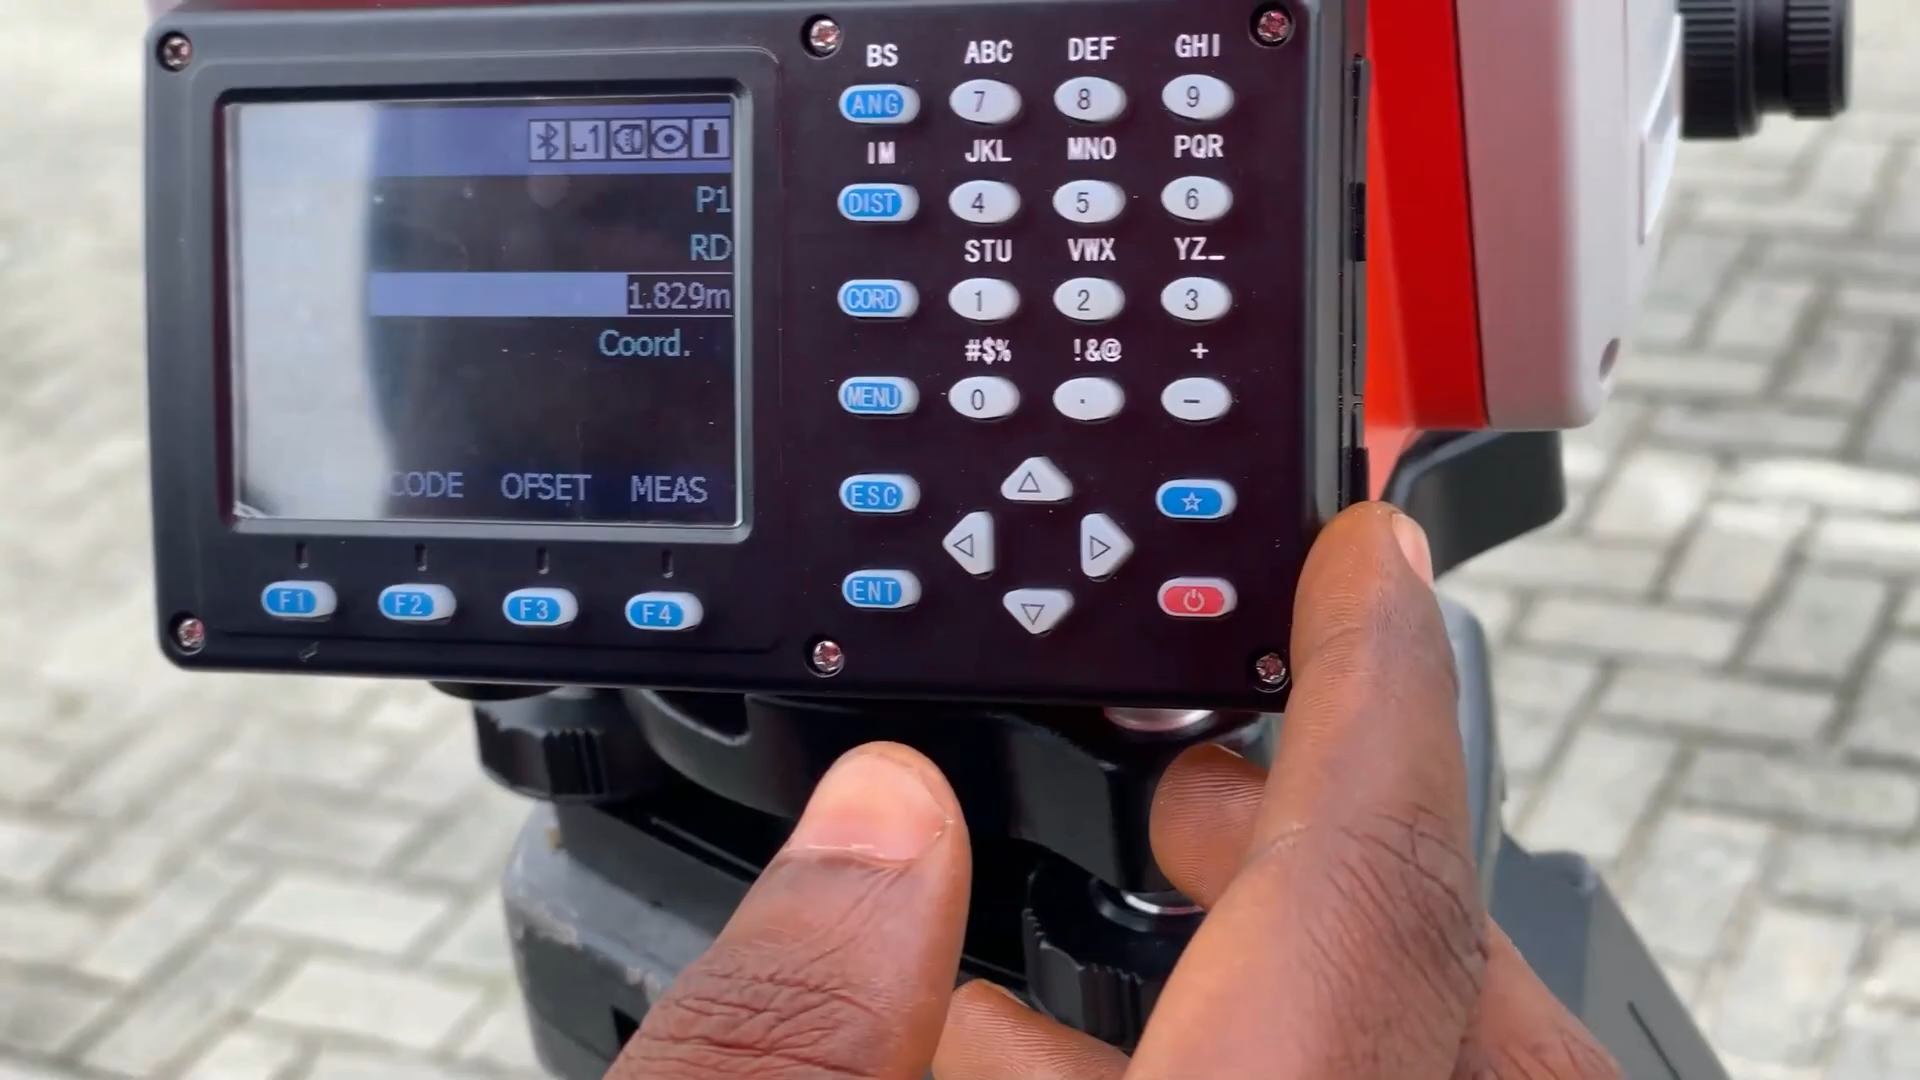 P1
RD
1.829m
Coord.
CODE OFSET MEAS
F1 F2 F3 F4
BS ABC DEF GHI
ANG 7 8 9
IM JKL MNO PQR
DIST 4 5 6
STU VWX YZ_
CORD 1 2 3
#$% !&@ +
MENU 0 . -
ESC
ENT